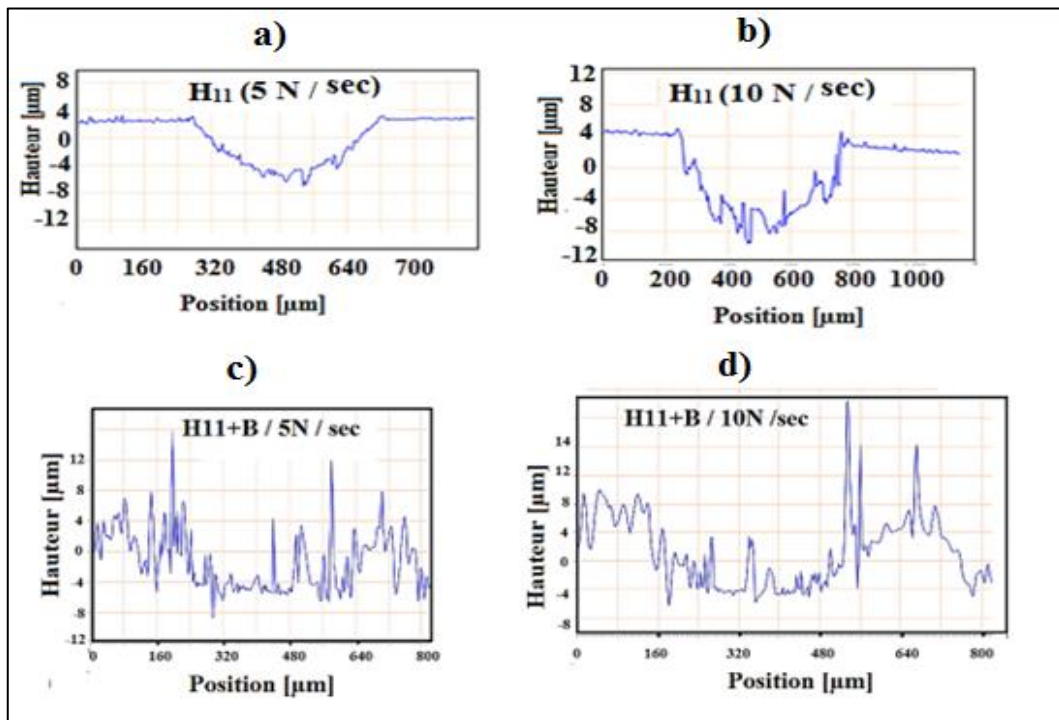 a)
H11 (5 N / sec)
Hauteur [µm]
8
4
0
-4
-8
-12
0 160 320 480 640 700
Position [µm]
b)
H11 (10 N / sec)
Hauteur [µm]
12
8
4
0
-4
-8
-12
0 200 400 600 800 1000
Position [µm]
c)
H11+B / 5N / sec
Hauteur [µm]
12
8
4
0
-4
-8
-12
0 160 320 480 640 800
Position [µm]
d)
H11+B / 10N /sec
Hauteur [µm]
14
12
8
4
0
-4
-8
0 160 320 480 640 800
Position [µm]